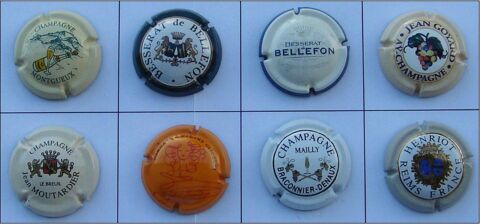 CHAMPAGNE
MONTGUEUX
BESSERAT de BELLEFON
BESSERAT
BELLEFON
JEAN GOYARD
CHAMPAGNE
CHAMPAGNE
LE BREUIL
Jean MOUTARDIER
CHAMPAGNE
MAILLY
BRACONNIER-DENAUX
HENRIOT
REIMS FRANCE